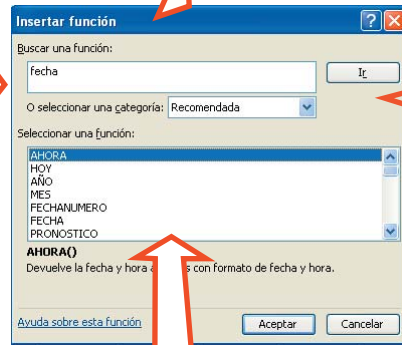 Insertar función
Buscar una función:
fecha
Ir
O seleccionar una categoría: Recomendada
Seleccionar una función:
AHORA
HOY
AÑO
MES
FECHANUMERO
FECHA
PRONOSTICO
AHORA()
Devuelve la fecha y hora con formato de fecha y hora.
Ayuda sobre esta función
Aceptar
Cancelar